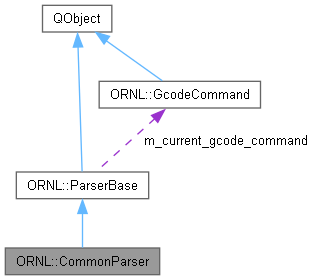 QObject
ORNL::GcodeCommand
m_current_gcode_command
ORNL::ParserBase
ORNL::CommonParser